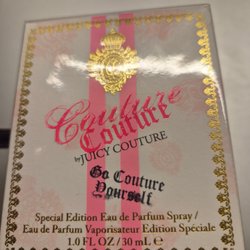 Couture
Couture
by JUICY COUTURE
Go Couture
Yourself
Special Edition Eau de Parfum Spray /
Eau de Parfum Vaporisateur Edition Spéciale
1.0 FL OZ / 30 mL ℮